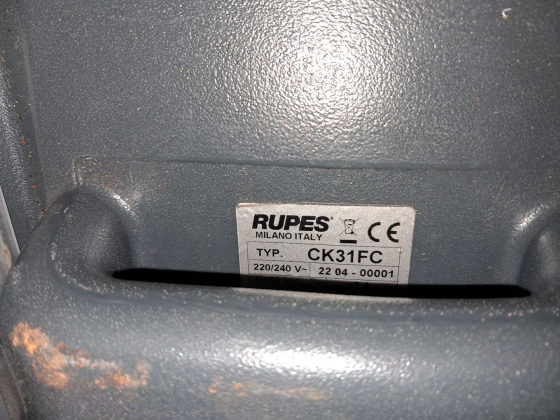 RUPES®
MILANO ITALY
CE
TYP. CK31FC
220/240 V~ 22 04 - 00001